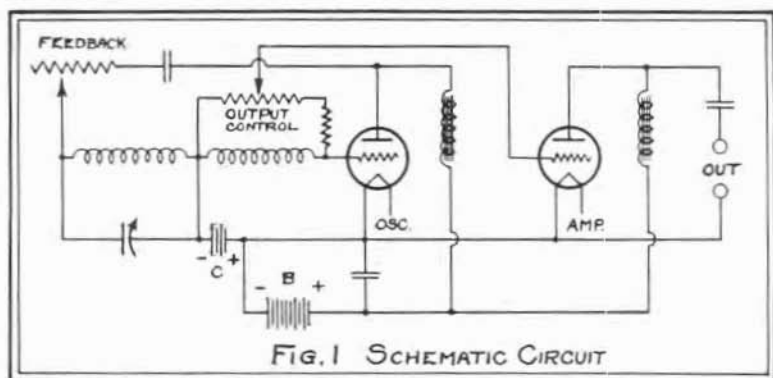 FEEDBACK
OUTPUT
CONTROL
OUT
OSC.
AMP.
- C +
- B +
FIG. 1 SCHEMATIC CIRCUIT